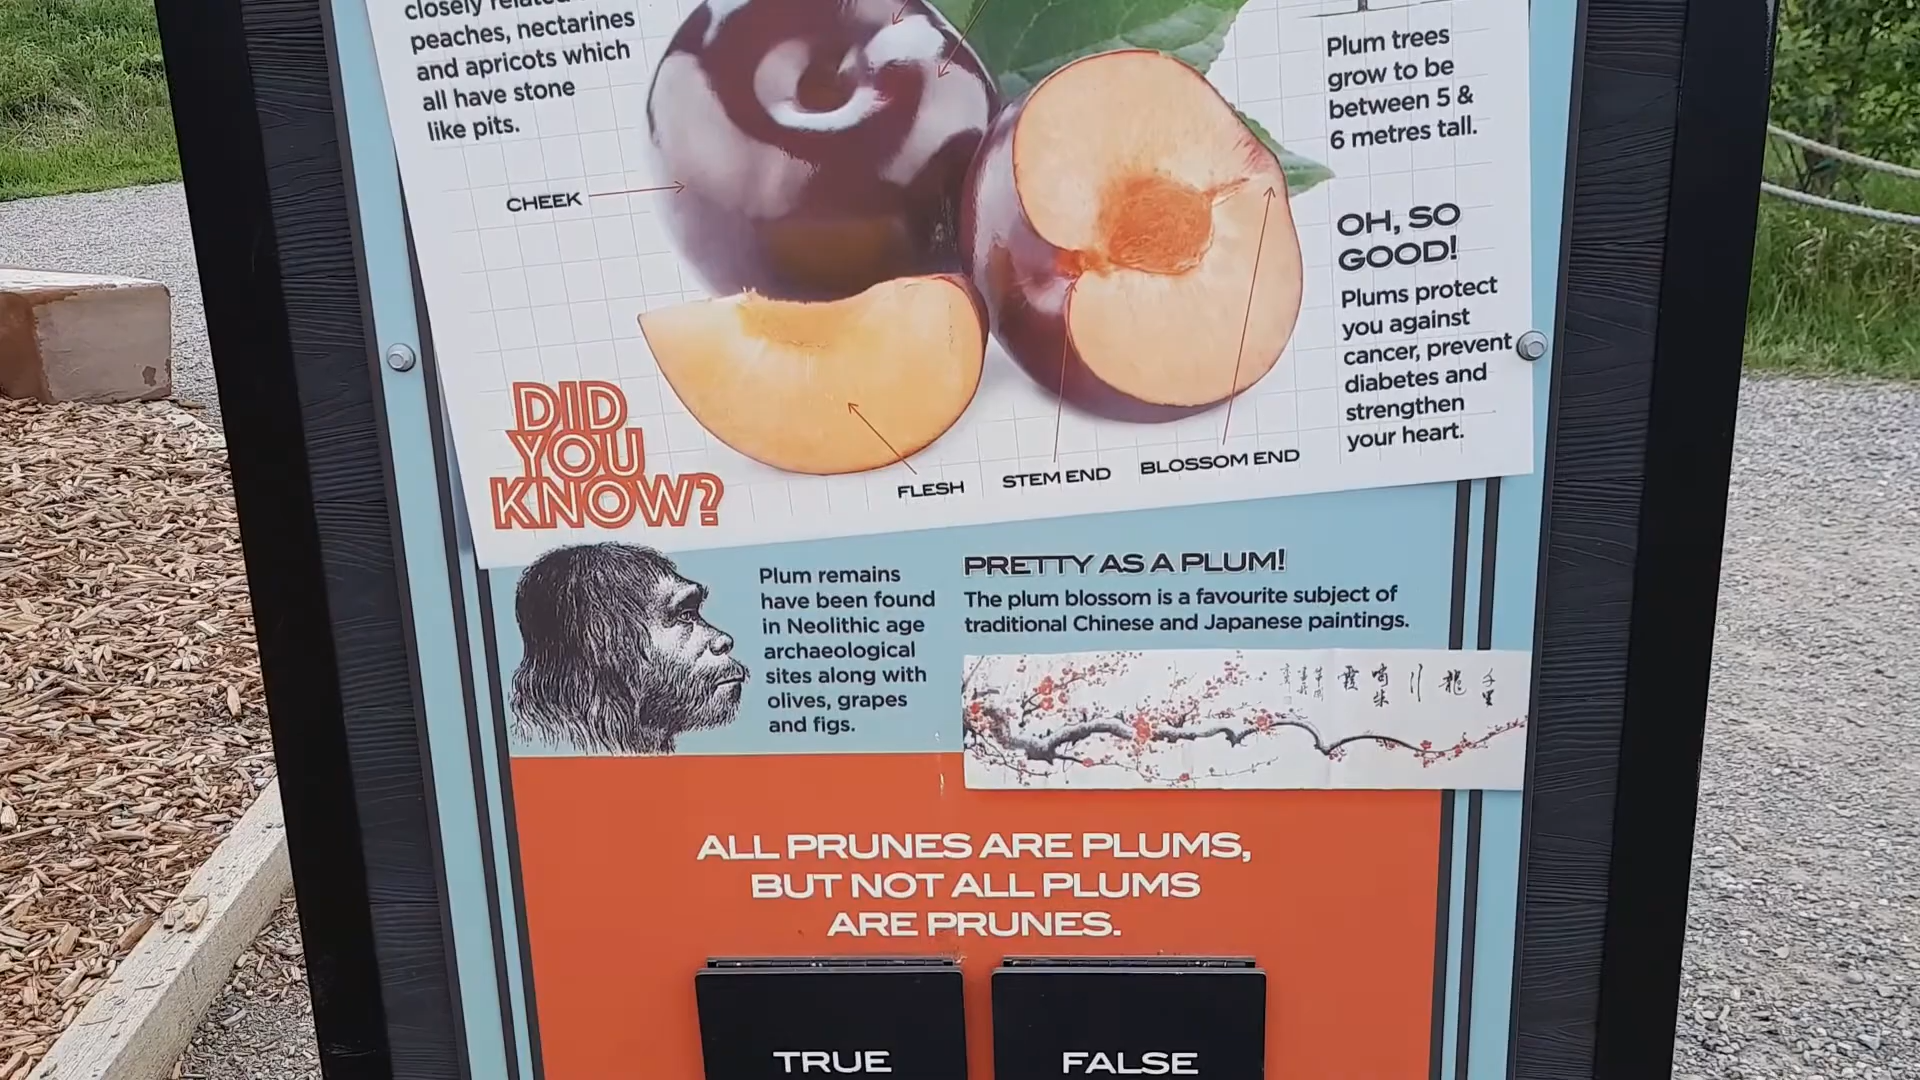 closely related
peaches, nectarines
and apricots which
all have stone
like pits.
Plum trees
grow to be
between 5 &
6 metres tall.
CHEEK
OH, SO
GOOD!
Plums protect
you against
cancer, prevent
diabetes and
strengthen
your heart.
FLESH
STEM END
BLOSSOM END
DID
YOU
KNOW?
Plum remains
have been found
in Neolithic age
archaeological
sites along with
olives, grapes
and figs.
PRETTY AS A PLUM!
The plum blossom is a favourite subject of
traditional Chinese and Japanese paintings.
ALL PRUNES ARE PLUMS,
BUT NOT ALL PLUMS
ARE PRUNES.
TRUE
FALSE